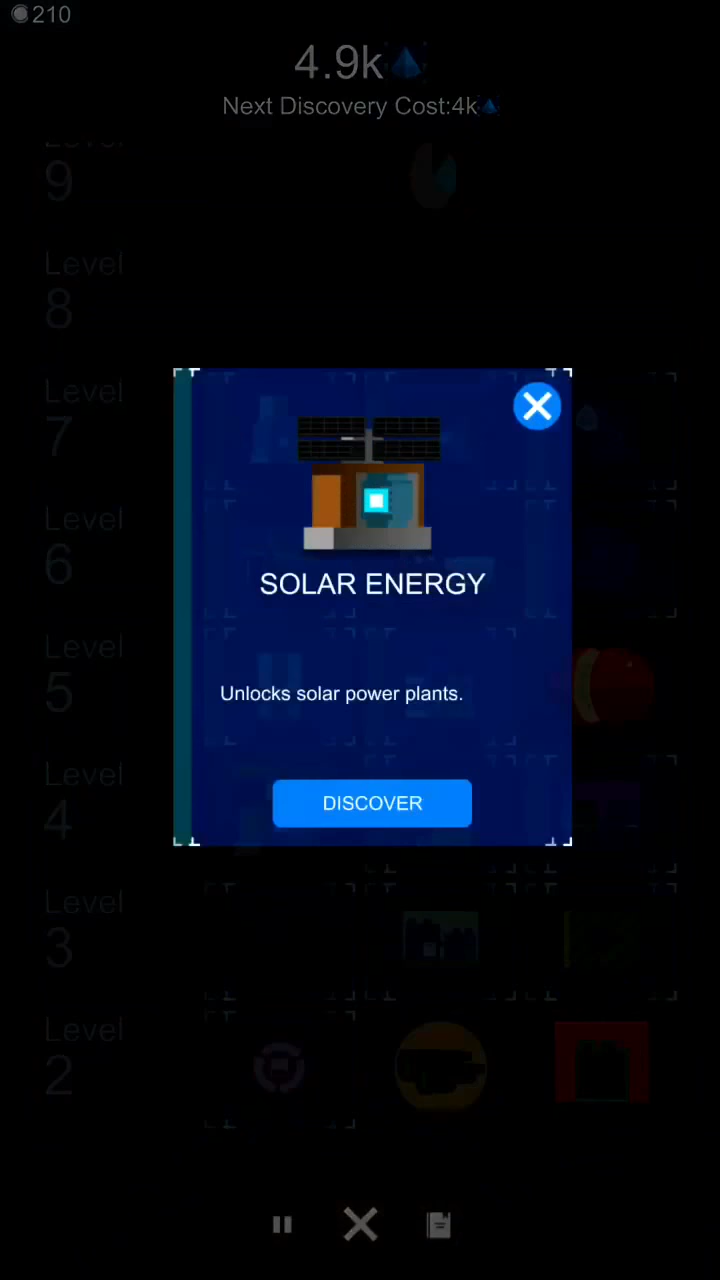 210
4.9k
Next Discovery Cost:4k
Level
9
Level
8
Level
7
Level
6
Level
5
Level
4
Level
3
Level
2
SOLAR ENERGY
Unlocks solar power plants.
DISCOVER